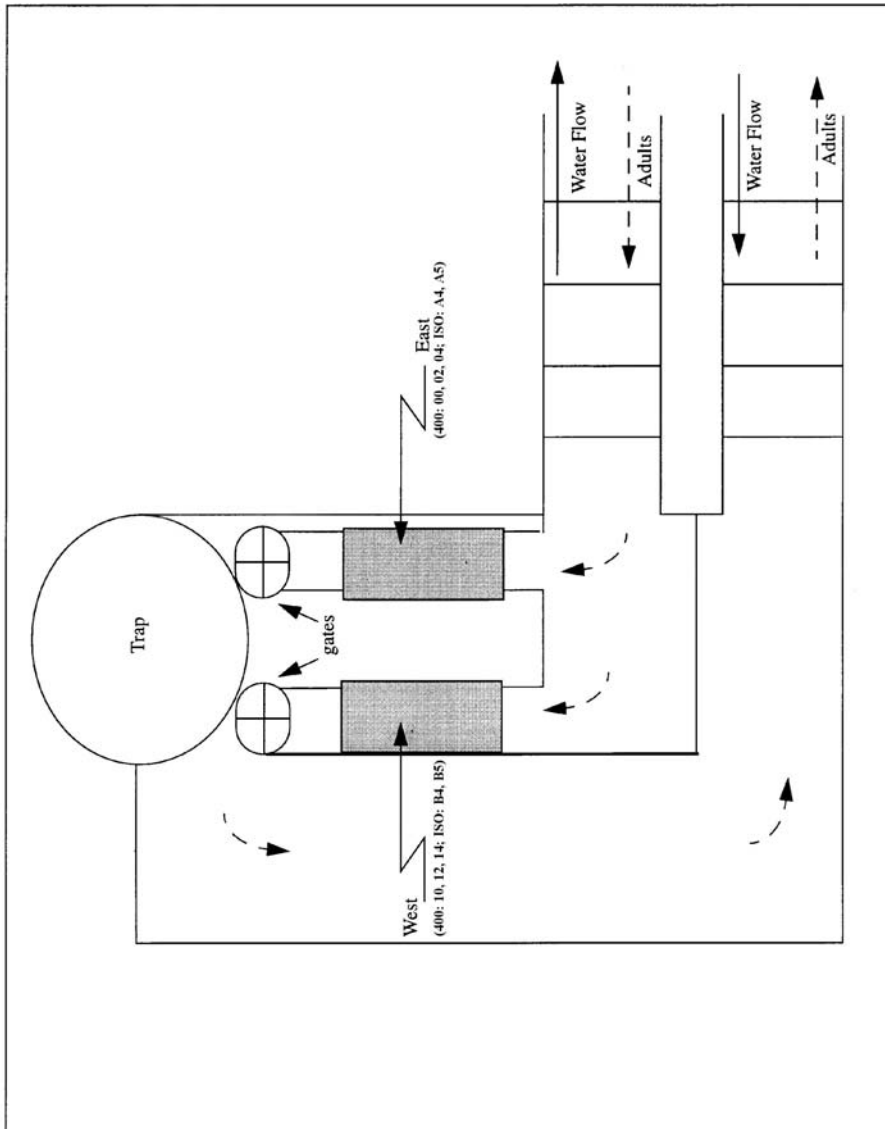 Trap
gates
East
(400: 00, 02, 04; ISO: A4, A5)
West
(400: 10, 12, 14; ISO: B4, B5)
Water Flow
Adults
Water Flow
Adults